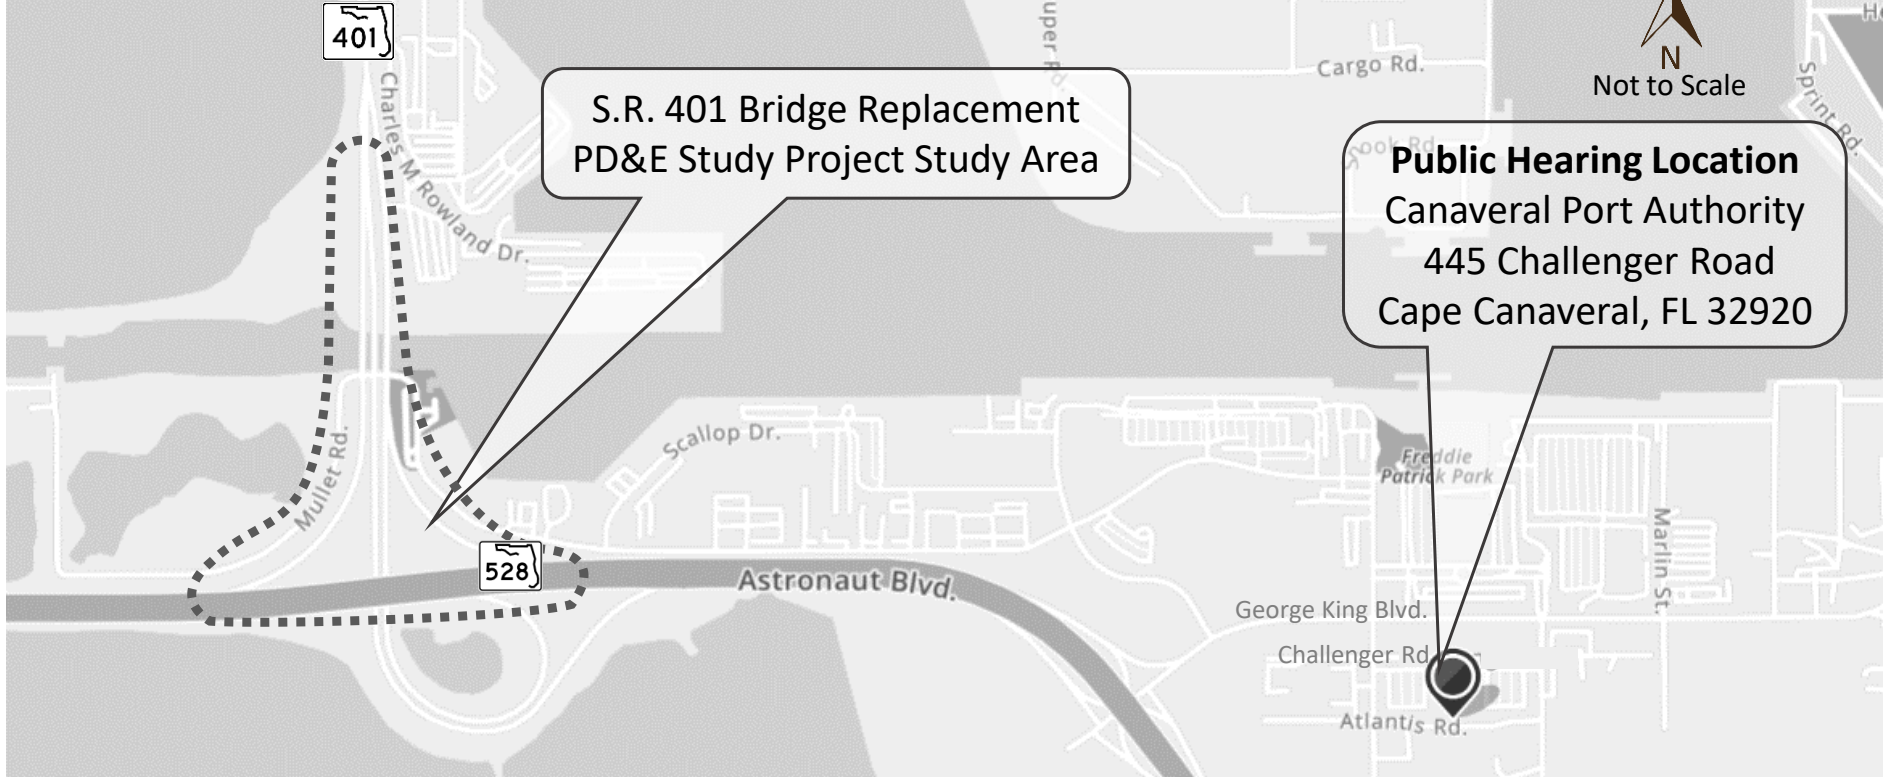 401
Charles M Rowland Dr.
S.R. 401 Bridge Replacement
PD&E Study Project Study Area
Cargo Rd.
N
Not to Scale
Sprint Rd.
Public Hearing Location
Canaveral Port Authority
445 Challenger Road
Cape Canaveral, FL 32920
Mullet Rd.
Scallop Dr.
Freddie
Patrick Park
Marlin St.
528
Astronaut Blvd.
George King Blvd.
Challenger Rd
Atlantis Rd.